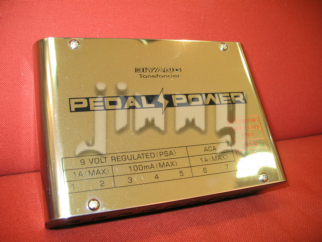 PEDAL POWER
jimmy
9 VOLT REGULATED (PSA) ACA
1A (MAX) 100mA (MAX) 1A (MAX)
1 2 3 4 5 6